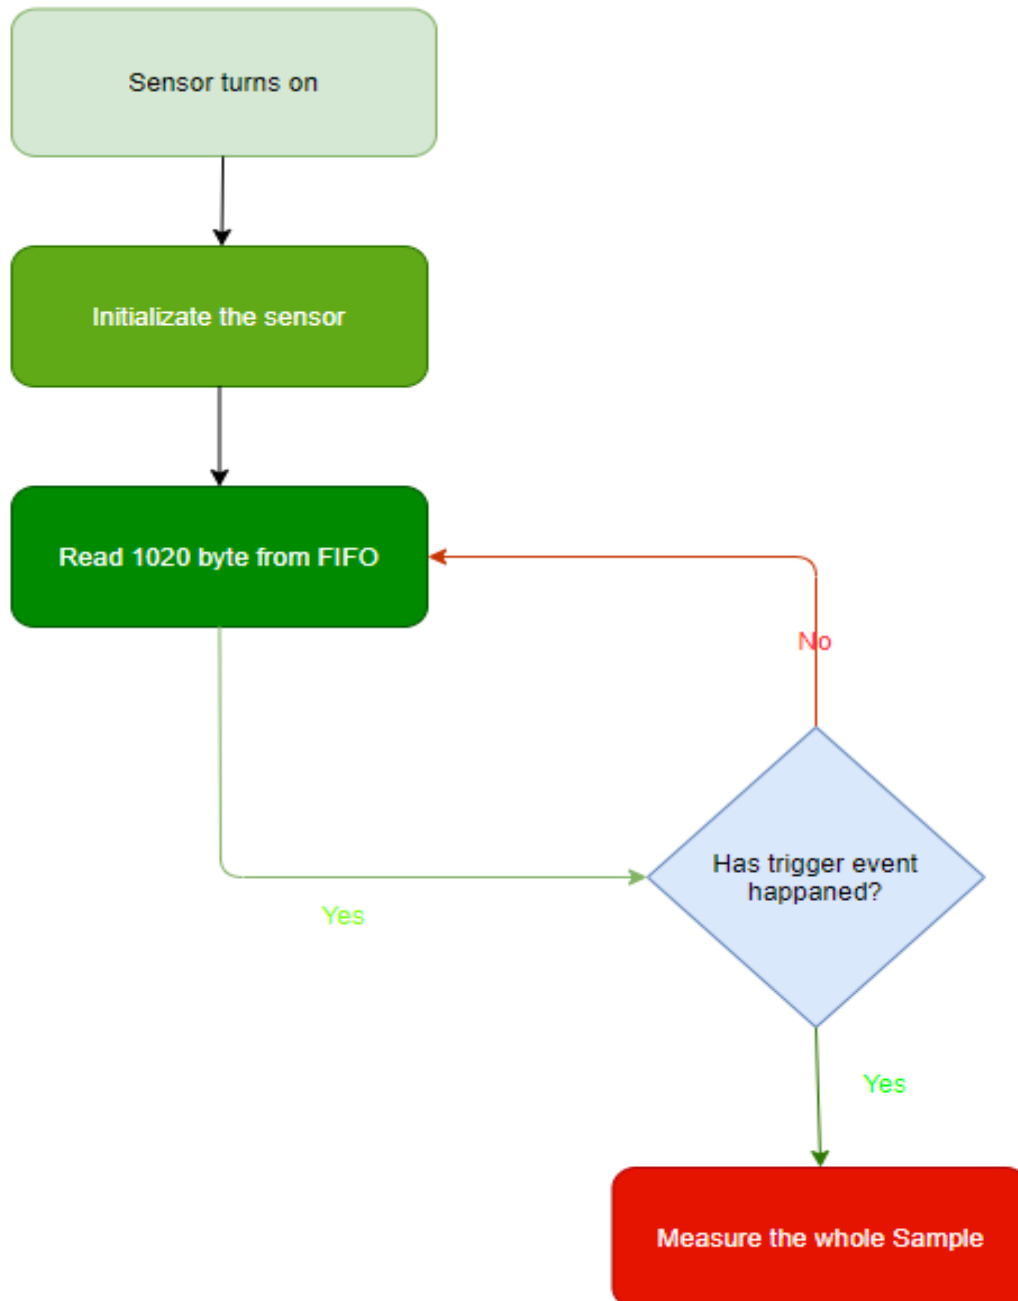 Sensor turns on
Initializate the sensor
Read 1020 byte from FIFO
No
Has trigger event
happaned?
Yes
Yes
Measure the whole Sample